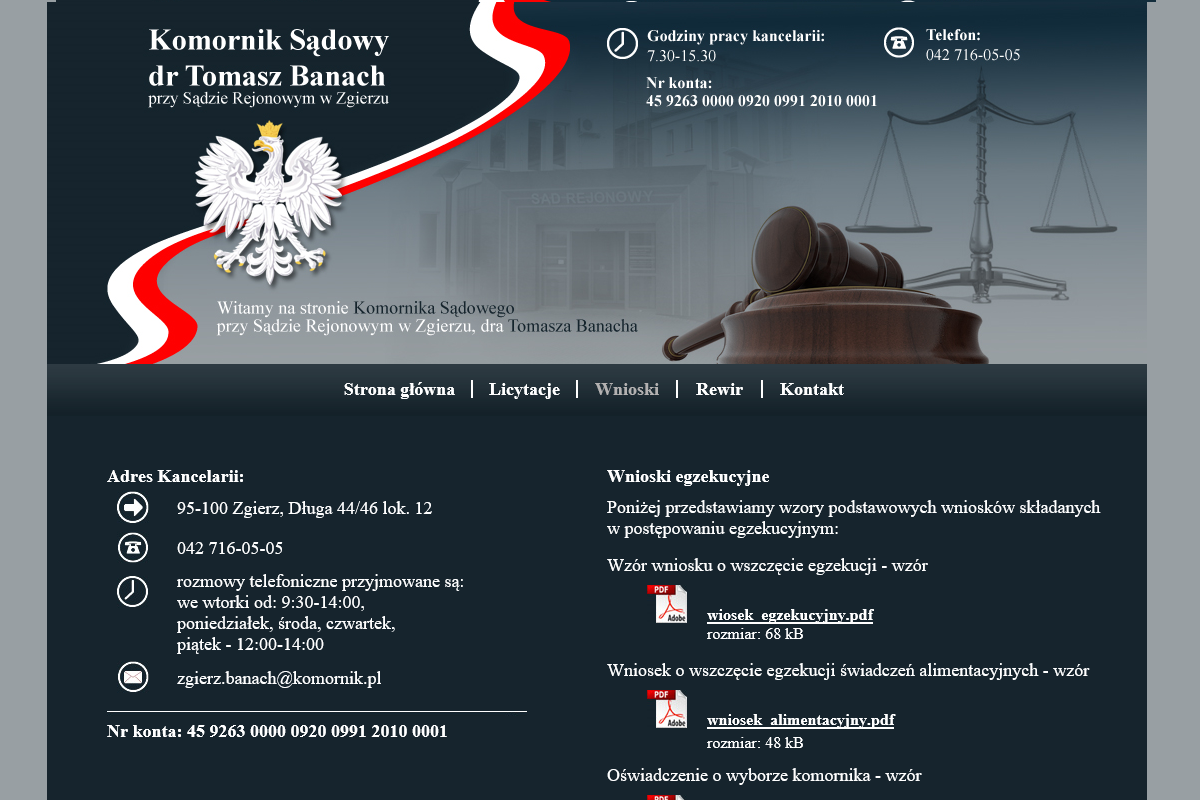 Komornik Sądowy
dr Tomasz Banach
przy Sądzie Rejonowym w Zgierzu
Godziny pracy kancelarii:
7.30-15.30
Nr konta:
45 9263 0000 0920 0991 2010 0001
Telefon:
042 716-05-05
SĄD REJONOWY
Witamy na stronie Komornika Sądowego
przy Sądzie Rejonowym w Zgierzu, dra Tomasza Banacha
Strona główna | Licytacje | Wnioski | Rewir | Kontakt
Adres Kancelarii:
95-100 Zgierz, Długa 44/46 lok. 12
042 716-05-05
rozmowy telefoniczne przyjmowane są:
we wtorki od: 9:30-14:00,
poniedziałek, środa, czwartek,
piątek - 12:00-14:00
zgierz.banach@komornik.pl
Nr konta: 45 9263 0000 0920 0991 2010 0001
Wnioski egzekucyjne
Poniżej przedstawiamy wzory podstawowych wniosków składanych
w postępowaniu egzekucyjnym:
Wzór wniosku o wszczęcie egzekucji - wzór
PDF
Adobe
wiosek_egzekucyjny.pdf
rozmiar: 68 kB
Wniosek o wszczęcie egzekucji świadczeń alimentacyjnych - wzór
PDF
Adobe
wniosek_alimentacyjny.pdf
rozmiar: 48 kB
Oświadczenie o wyborze komornika - wzór
PDF